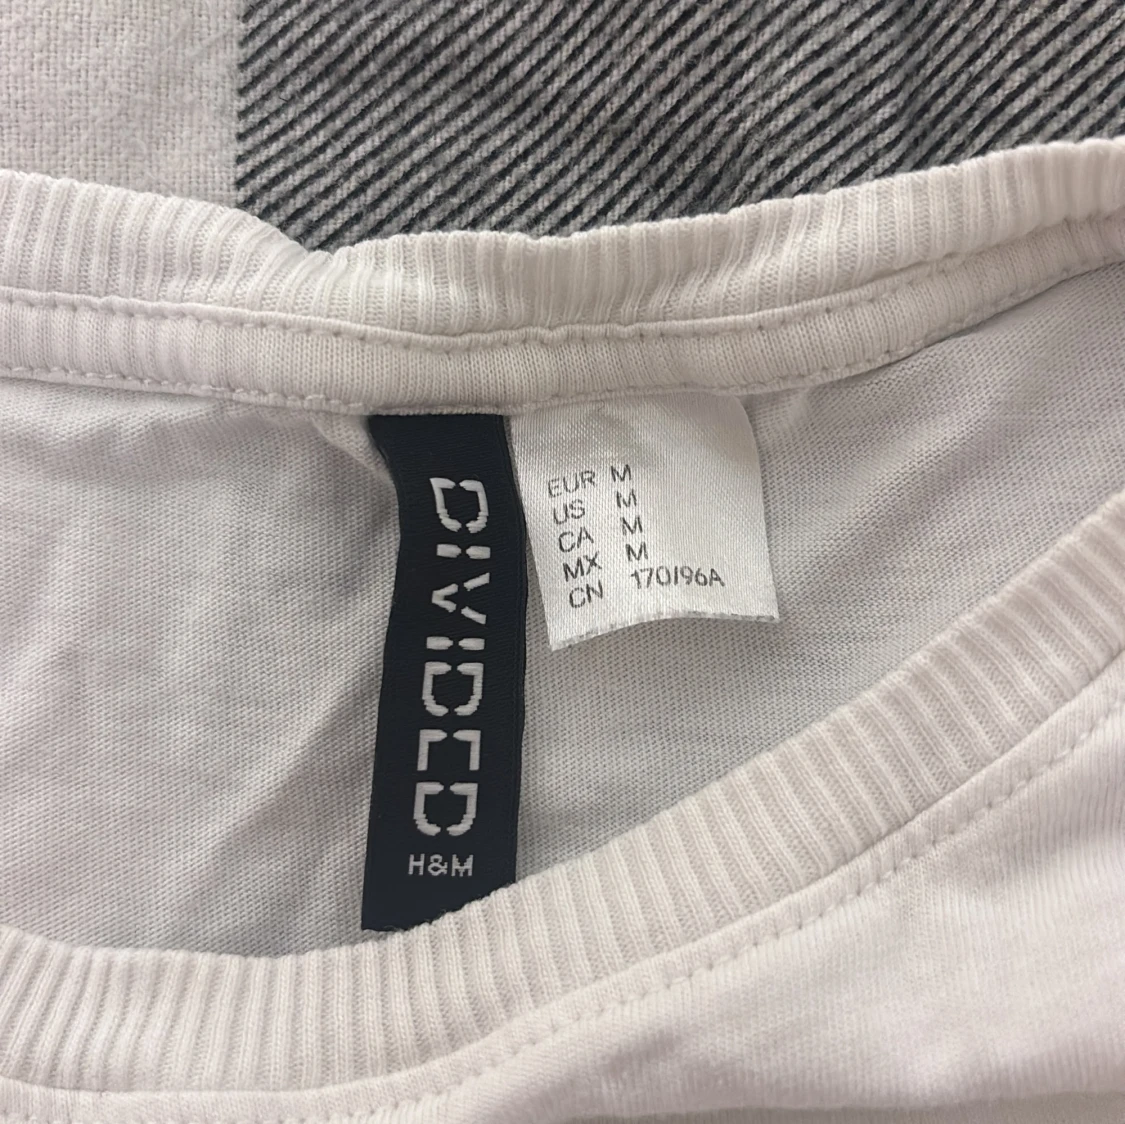 DIVIDED
H&M
EUR M
US M
CA M
MX M
CN 170/96A